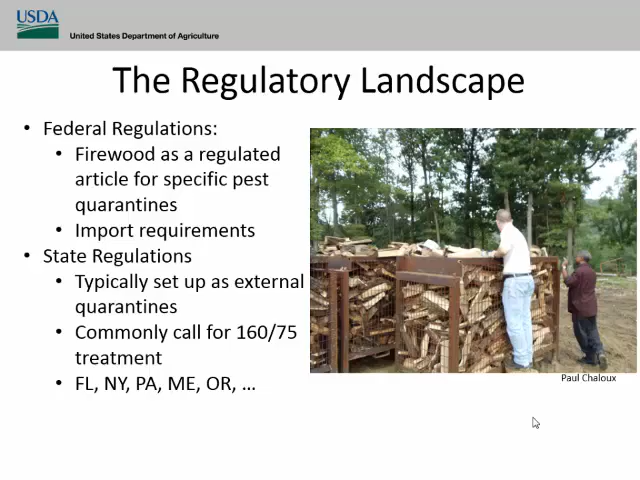 USDA
United States Department of Agriculture
The Regulatory Landscape
• Federal Regulations:
• Firewood as a regulated
article for specific pest
quarantines
• Import requirements
• State Regulations
• Typically set up as external
quarantines
• Commonly call for 160/75
treatment
• FL, NY, PA, ME, OR, …
Paul Chaloux